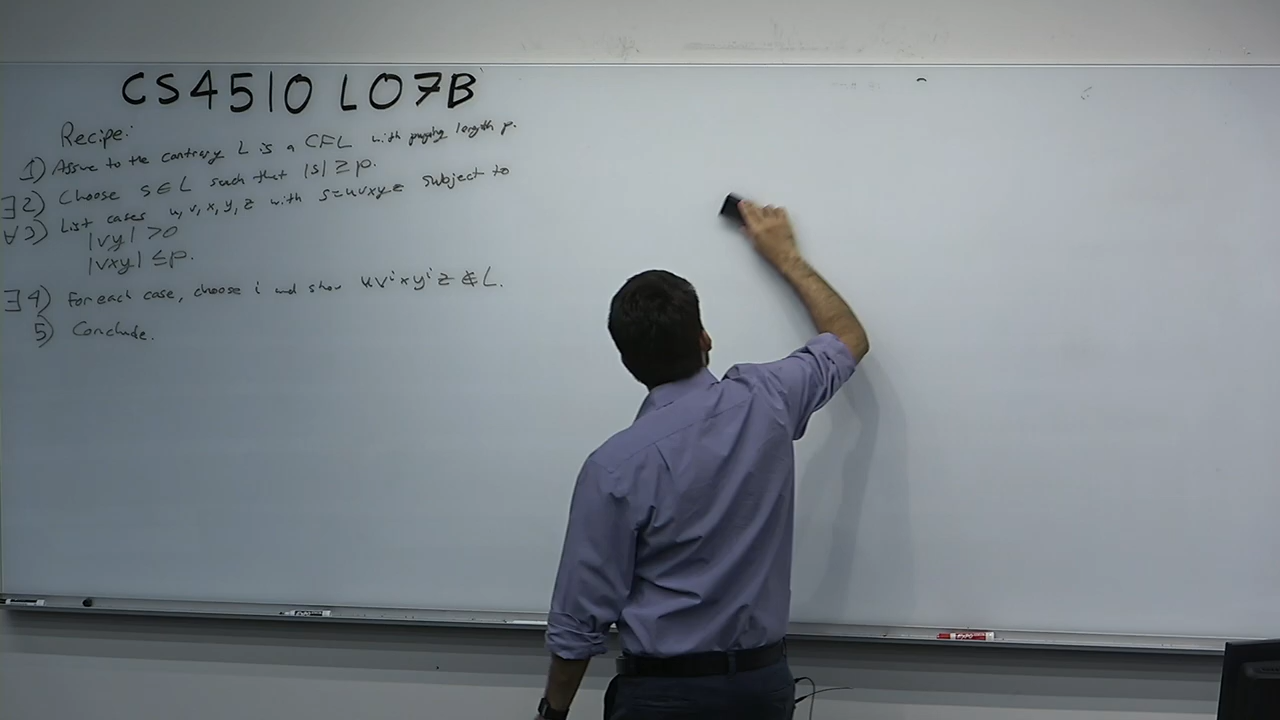 CS4510 L07B
Recipe:
1) Assume to the contrary L is a CFL with pumping length p.
∃ 2) Choose s ∈ L such that |s| ≥ p.
∀ 3) List cases u, v, x, y, z with s=uvxyz subject to
|vy| > 0
|vxy| ≤ p.
∃ 4) For each case, choose i and show uvⁱxyⁱz ∉ L.
5) Conclude.
EXPO